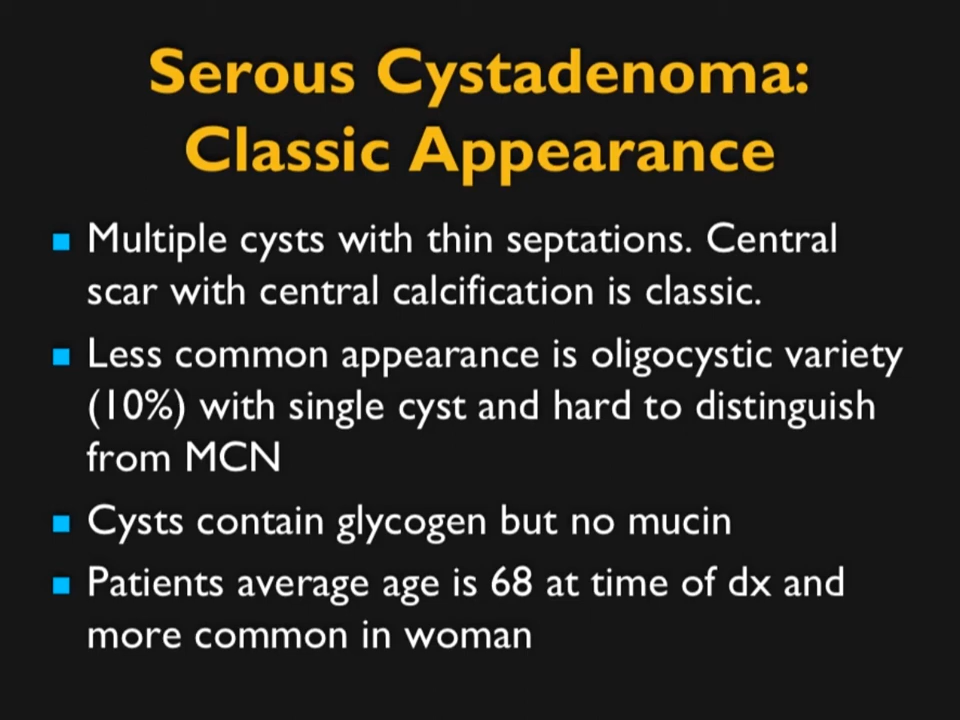 Serous Cystadenoma:
Classic Appearance
Multiple cysts with thin septations. Central
scar with central calcification is classic.
Less common appearance is oligocystic variety
(10%) with single cyst and hard to distinguish
from MCN
Cysts contain glycogen but no mucin
Patients average age is 68 at time of dx and
more common in woman